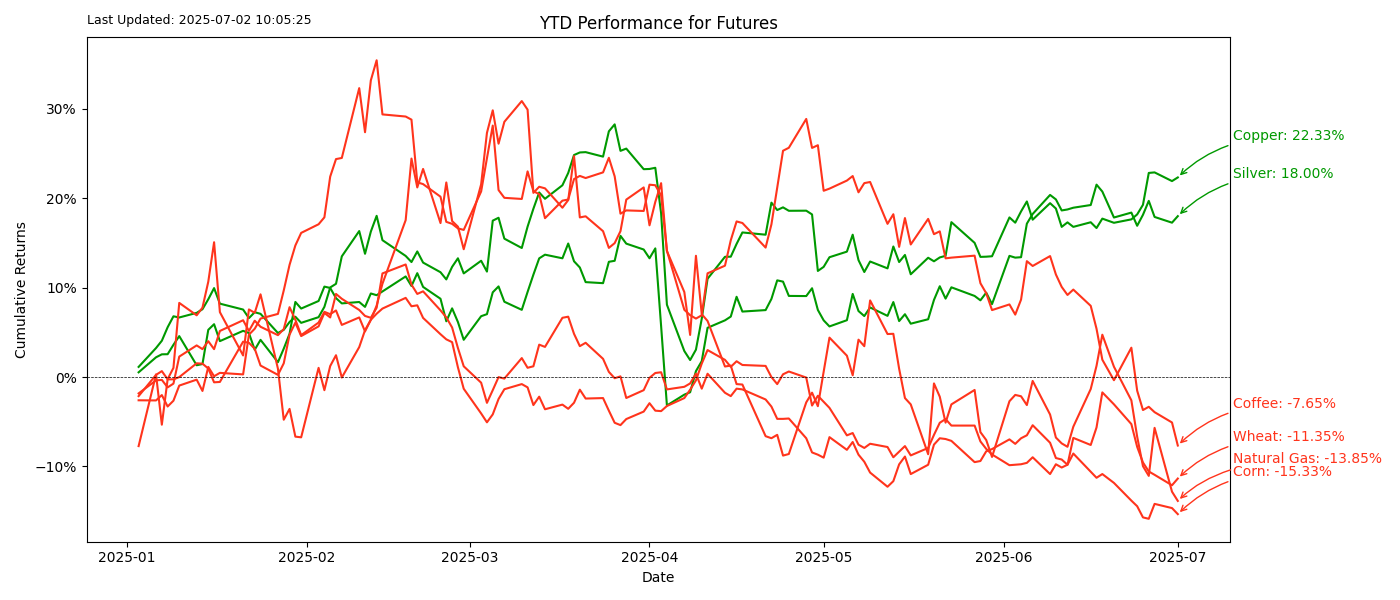 Last Updated: 2025-07-02 10:05:25
YTD Performance for Futures
Cumulative Returns
30%
20%
10%
0%
−10%
2025-01
2025-02
2025-03
2025-04
2025-05
2025-06
2025-07
Date
Copper: 22.33%
Silver: 18.00%
Coffee: -7.65%
Wheat: -11.35%
Natural Gas: -13.85%
Corn: -15.33%